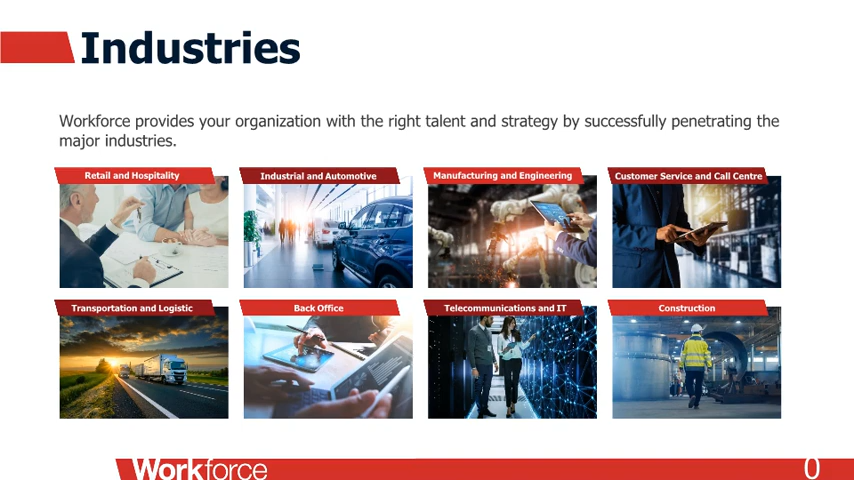 Industries
Workforce provides your organization with the right talent and strategy by successfully penetrating the
major industries.
Retail and Hospitality
Industrial and Automotive
Manufacturing and Engineering
Customer Service and Call Centre
Transportation and Logistic
Back Office
Telecommunications and IT
Construction
Workforce
0